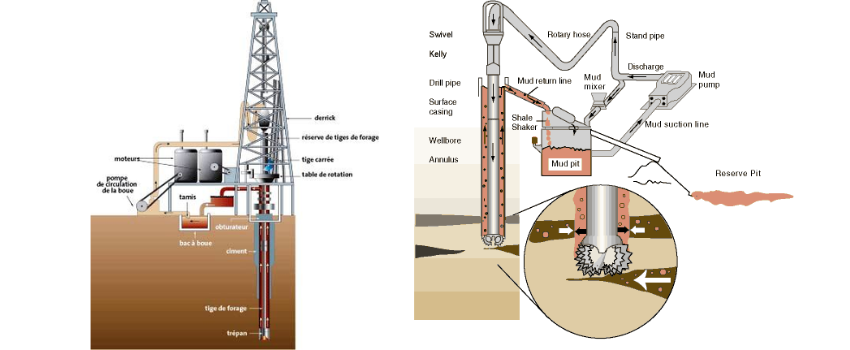 derrick
réserve de tiges de forage
tige carrée
table de rotation
moteurs
pompe
de circulation
de la boue
tamis
obturateur
bac à boue
ciment
tige de forage
trépan
Swivel
Kelly
Drill pipe
Surface
casing
Wellbore
Annulus
Rotary hose
Stand pipe
Discharge
Mud
pump
Mud return line
Mud
mixer
Shale
Shaker
Mud suction line
Mud pit
Reserve Pit